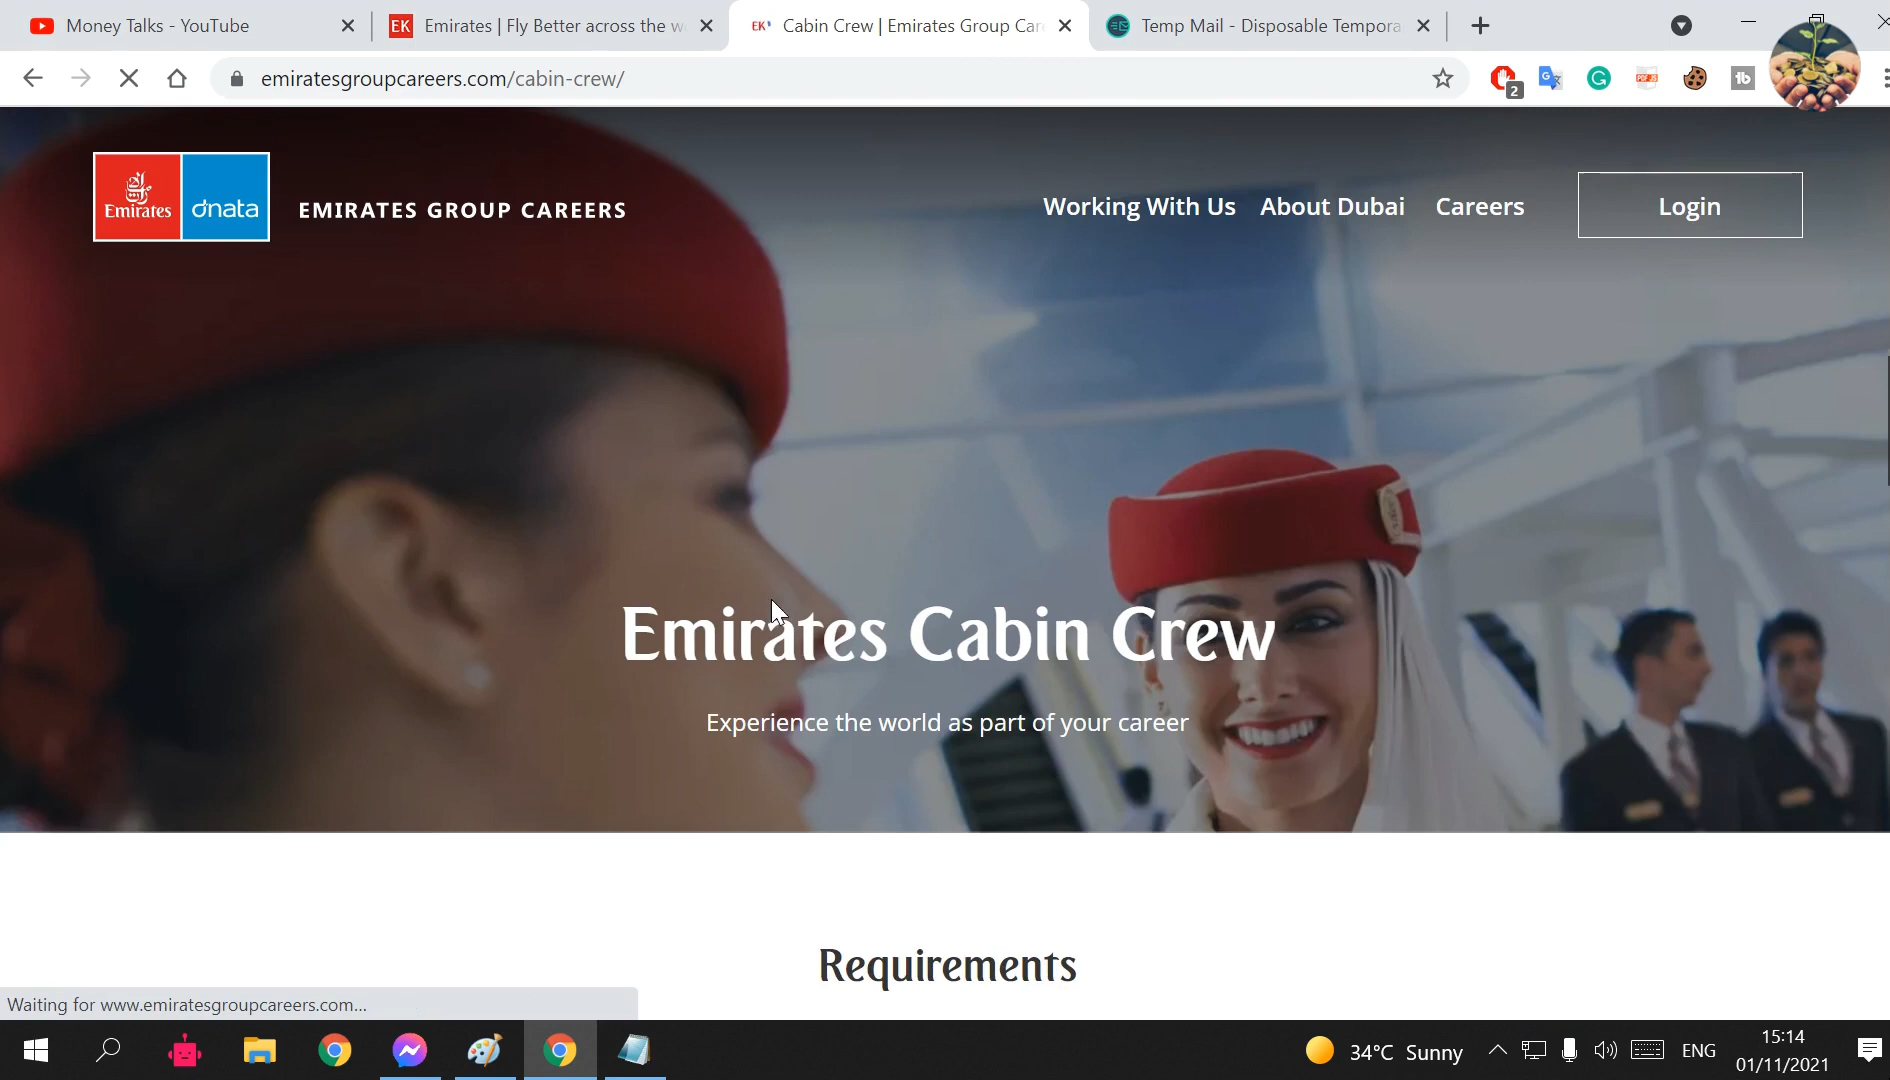 Money Talks - YouTube
Emirates | Fly Better across the w
Cabin Crew | Emirates Group Car
Temp Mail - Disposable Tempora
emiratesgroupcareers.com/cabin-crew/
2
Emirates
dnata
EMIRATES GROUP CAREERS
Working With Us
About Dubai
Careers
Login
Emirates Cabin Crew
Experience the world as part of your career
Requirements
Waiting for www.emiratesgroupcareers.com...
34°C Sunny
ENG
15:14
01/11/2021